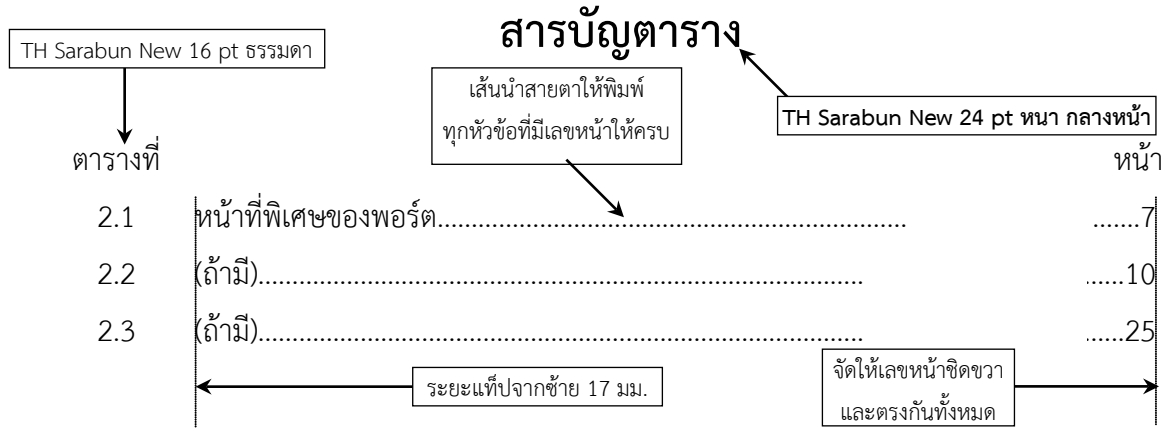 สารบัญตาราง
TH Sarabun New 16 pt ธรรมดา
เส้นนำสายตาให้พิมพ์
ทุกหัวข้อที่มีเลขหน้าให้ครบ
TH Sarabun New 24 pt หนา กลางหน้า
ตารางที่ หน้า
2.1 หน้าที่พิเศษของพอร์ต..................................................................... .......7
2.2 (ถ้ามี)......................................................................................... ......10
2.3 (ถ้ามี)......................................................................................... ......25
ระยะแท็ปจากซ้าย 17 มม.
จัดให้เลขหน้าชิดขวา
และตรงกันทั้งหมด